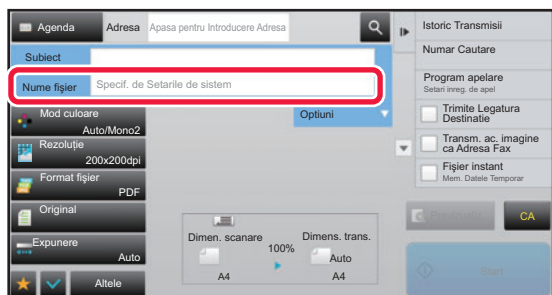 Agenda
Adresa
Apasa pentru Introducere Adresa
Subiect
Nume fişier
Specif. de Setarile de sistem
Mod culoare
Auto/Mono2
Rezoluţie
200x200dpi
Format fişier
PDF
Original
Expunere
Auto
Altele
Optiuni
Dimen. scanare
100%
Dimens. trans.
Auto
A4
A4
Istoric Transmisii
Numar Cautare
Program apelare
Setari inreg. de apel
Trimite Legatura
Destinatie
Transm. ac. imagine
ca Adresa Fax
Fişier instant
Mem. Datele Temporar
CA
Start